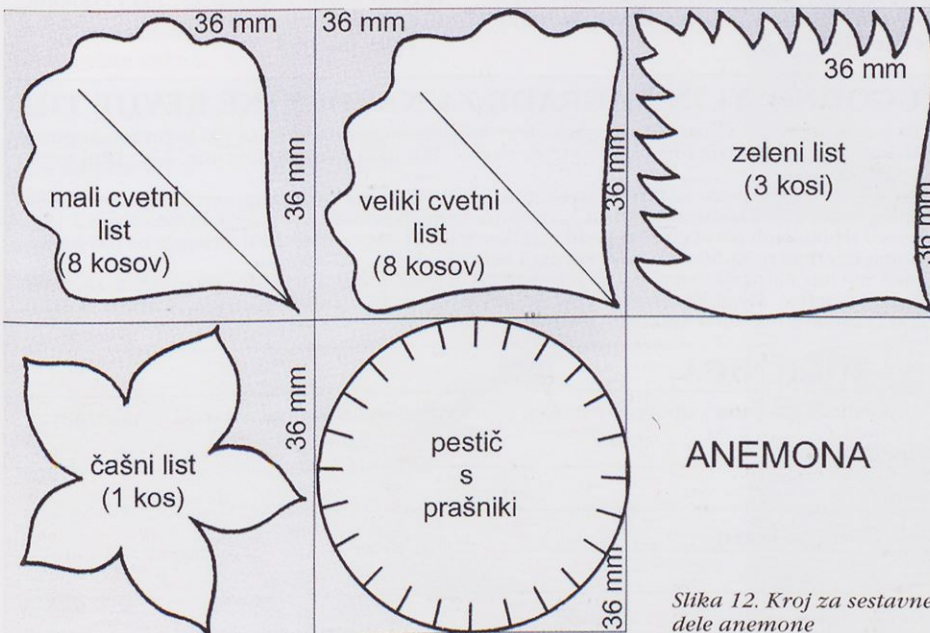 36 mm
36 mm
mali cvetni
list
(8 kosov)
36 mm
36 mm
veliki cvetni
list
(8 kosov)
36 mm
36 mm
zeleni list
(3 kosi)
čašni list
(1 kos)
36 mm
pestič
s
prašniki
36 mm
ANEMONA
Slika 12. Kroj za sestavne
dele anemone